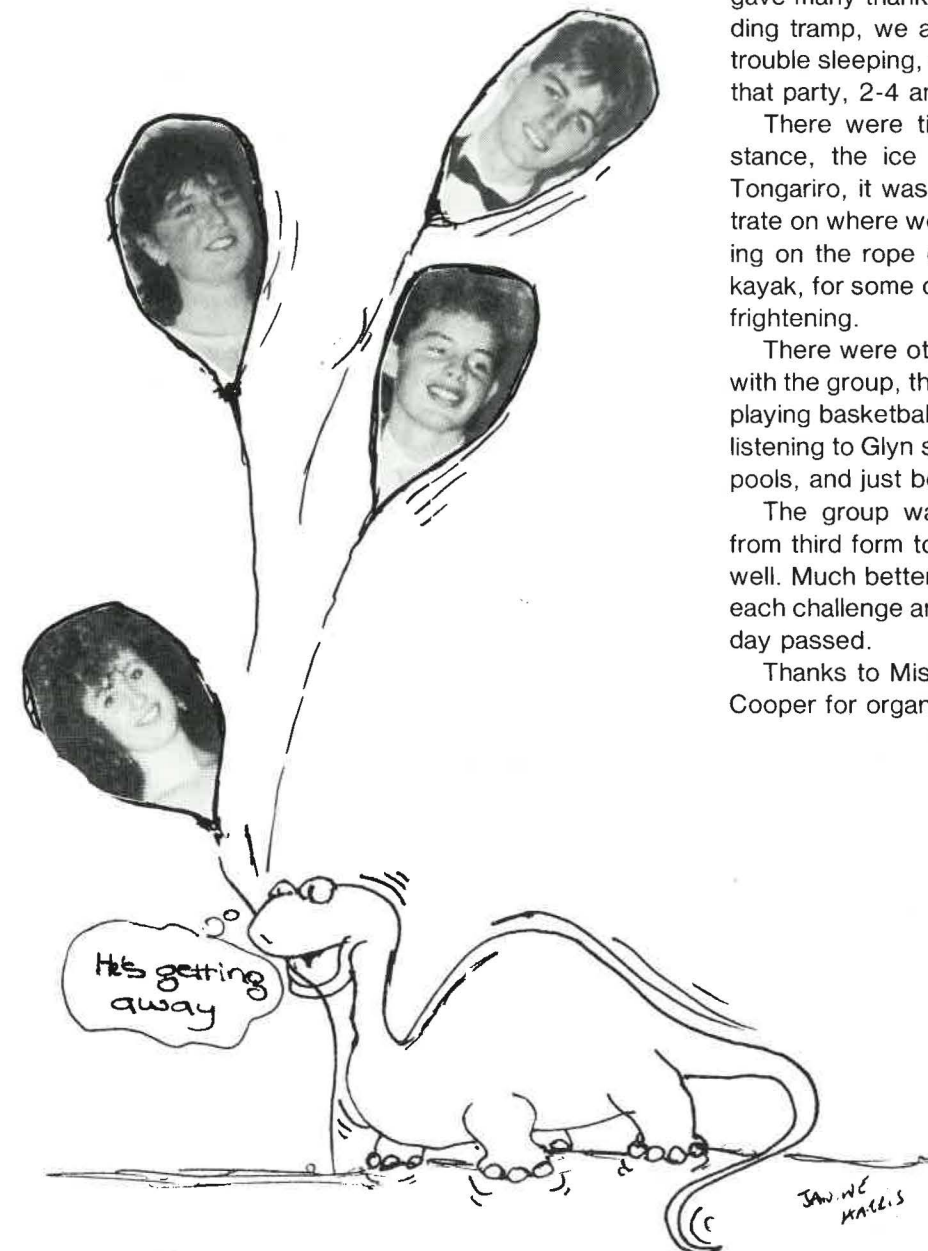 gave many thank
ding tramp, we a
trouble sleeping,
that party, 2-4 ar
There were ti
stance, the ice
Tongariro, it was
trate on where we
ing on the rope
kayak, for some o
frightening.
There were ot
with the group, th
playing basketbal
listening to Glyn s
pools, and just be
The group wa
from third form to
well. Much better
each challenge ar
day passed.
Thanks to Mis
Cooper for organ
He's getting
away